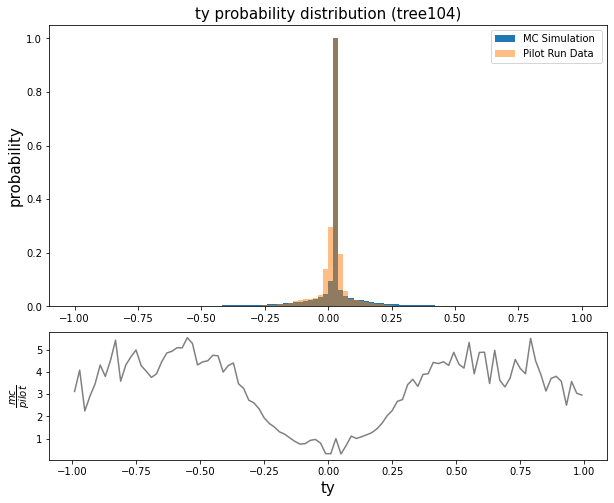 ty probability distribution (tree104)
MC Simulation
Pilot Run Data
probability
1.0
0.8
0.6
0.4
0.2
0.0
−1.00 −0.75 −0.50 −0.25 0.00 0.25 0.50 0.75 1.00
mc
pilot
5
4
3
2
1
−1.00 −0.75 −0.50 −0.25 0.00 0.25 0.50 0.75 1.00
ty